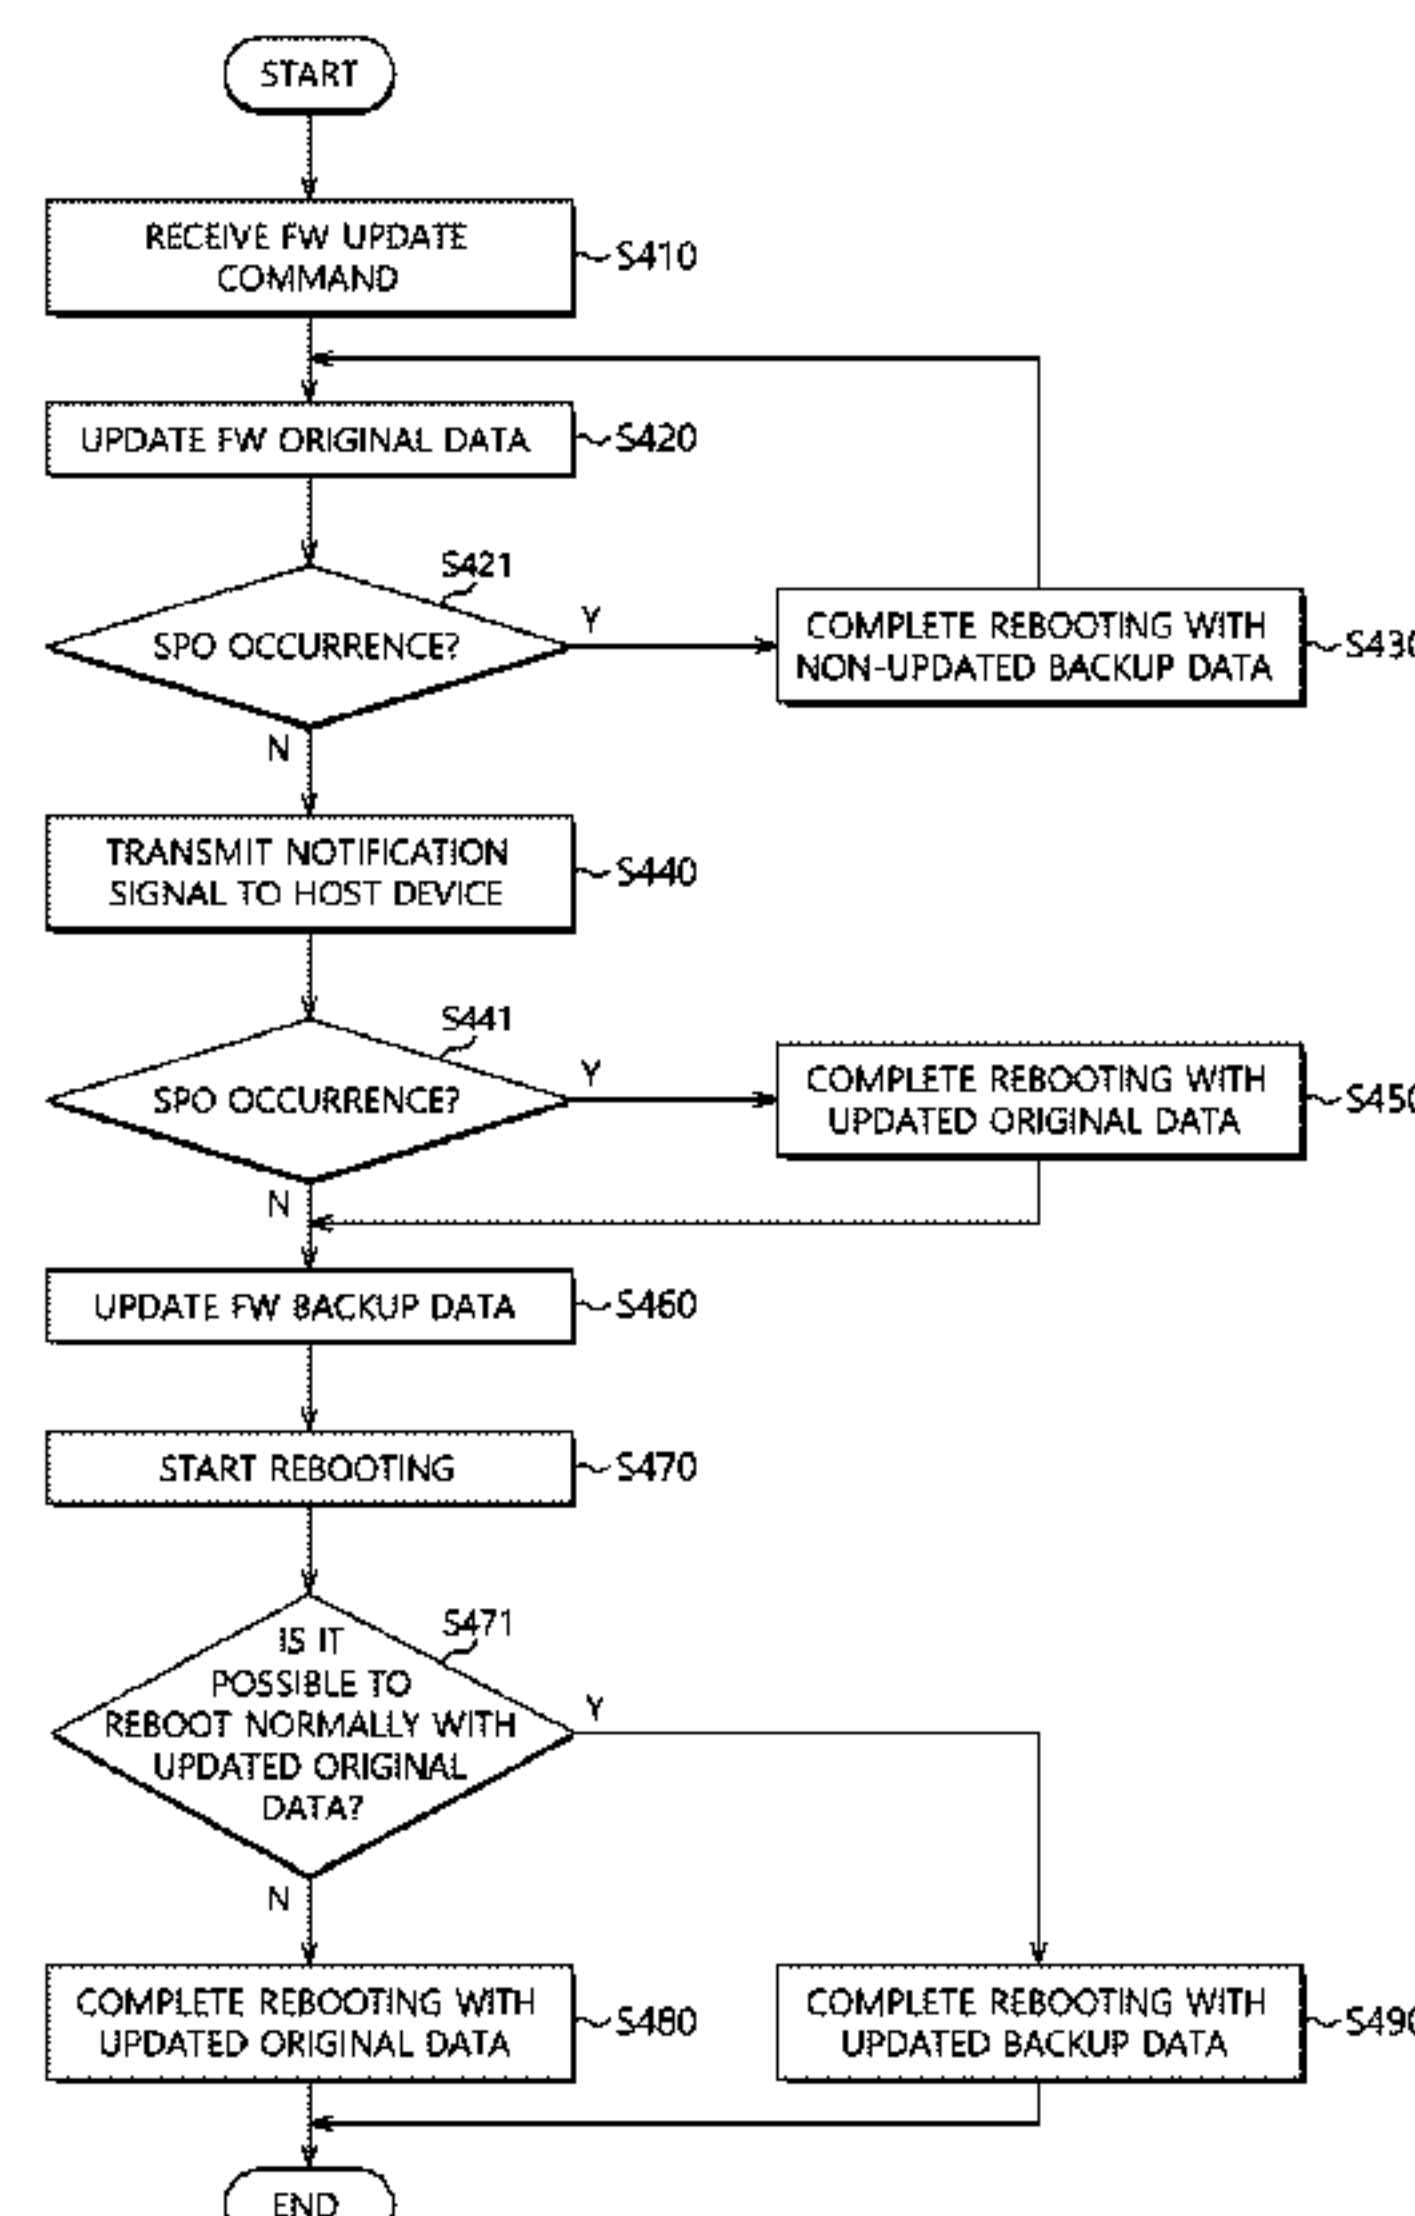 START
RECEIVE FW UPDATE
COMMAND
S410
UPDATE FW ORIGINAL DATA
S420
S421
SPO OCCURRENCE?
Y
N
COMPLETE REBOOTING WITH
NON-UPDATED BACKUP DATA
S430
TRANSMIT NOTIFICATION
SIGNAL TO HOST DEVICE
S440
S441
SPO OCCURRENCE?
Y
N
COMPLETE REBOOTING WITH
UPDATED ORIGINAL DATA
S450
UPDATE FW BACKUP DATA
S460
START REBOOTING
S470
S471
IS IT
POSSIBLE TO
REBOOT NORMALLY WITH
UPDATED ORIGINAL
DATA?
Y
N
COMPLETE REBOOTING WITH
UPDATED ORIGINAL DATA
S480
COMPLETE REBOOTING WITH
UPDATED BACKUP DATA
S490
END